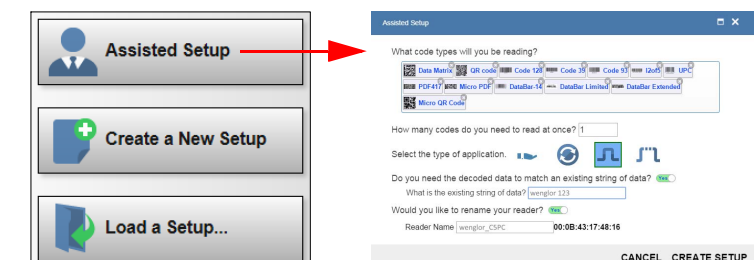 Assisted Setup
Create a New Setup
Load a Setup...
Assisted Setup
What code types will you be reading?
Data Matrix QR code Code 128 Code 39 Code 93 I2of5 UPC
PDF417 Micro PDF DataBar-14 DataBar Limited DataBar Extended
Micro QR Code
How many codes do you need to read at once? 1
Select the type of application.
Do you need the decoded data to match an existing string of data? Yes
What is the existing string of data? wenglor 123
Would you like to rename your reader? Yes
Reader Name wenglor_C5PC 00:0B:43:17:48:16
CANCEL CREATE SETUP